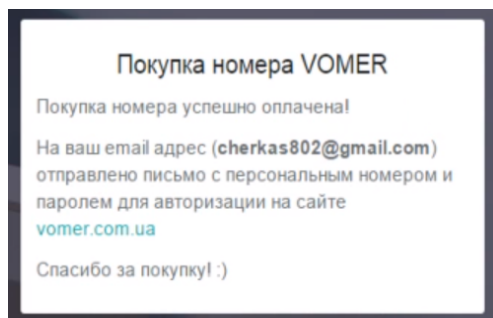 Покупка номера VOMER
Покупка номера успешно оплачена!
На ваш email адрес (cherkas802@gmail.com)
отправлено письмо с персональным номером и
паролем для авторизации на сайте
vomer.com.ua
Спасибо за покупку! :)